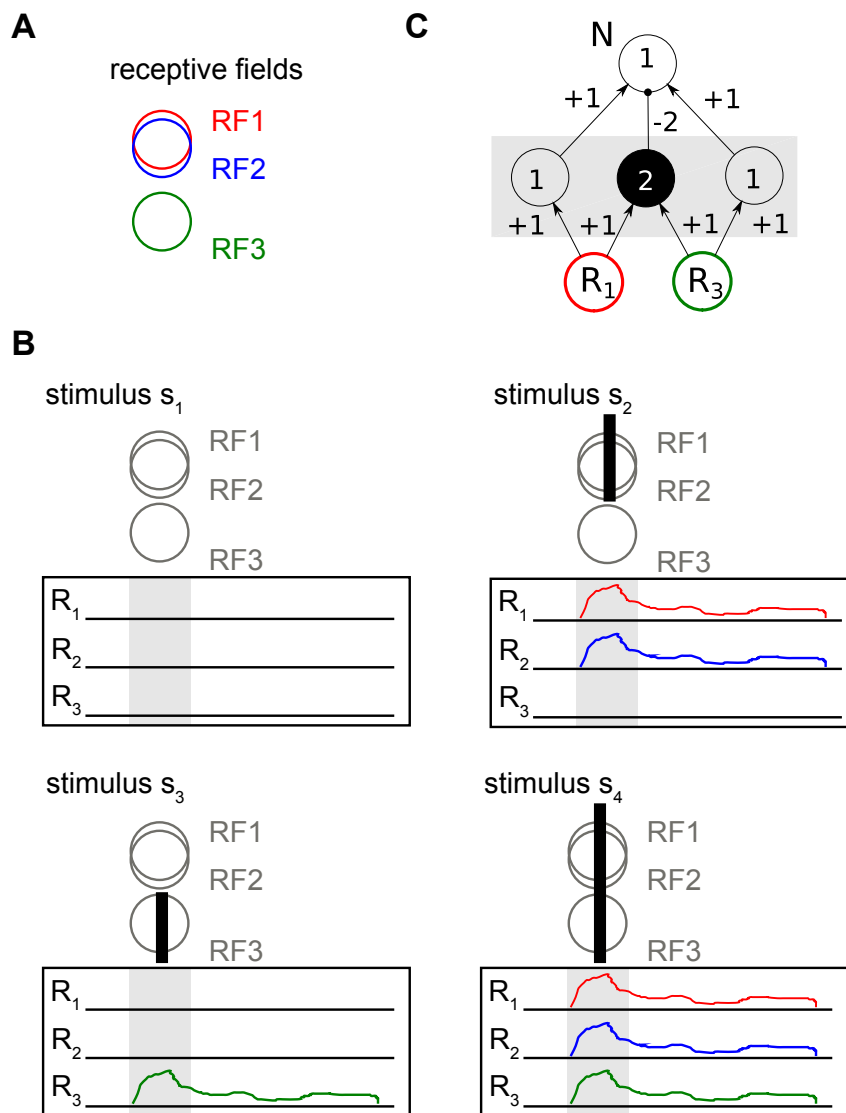 A
receptive fields
RF1
RF2
RF3
C
N
1
+1
+1
-2
1
2
1
+1
+1
+1
+1
R1
R3
B
stimulus s1
RF1
RF2
RF3
R1
R2
R3
stimulus s2
RF1
RF2
RF3
R1
R2
R3
stimulus s3
RF1
RF2
RF3
R1
R2
R3
stimulus s4
RF1
RF2
RF3
R1
R2
R3